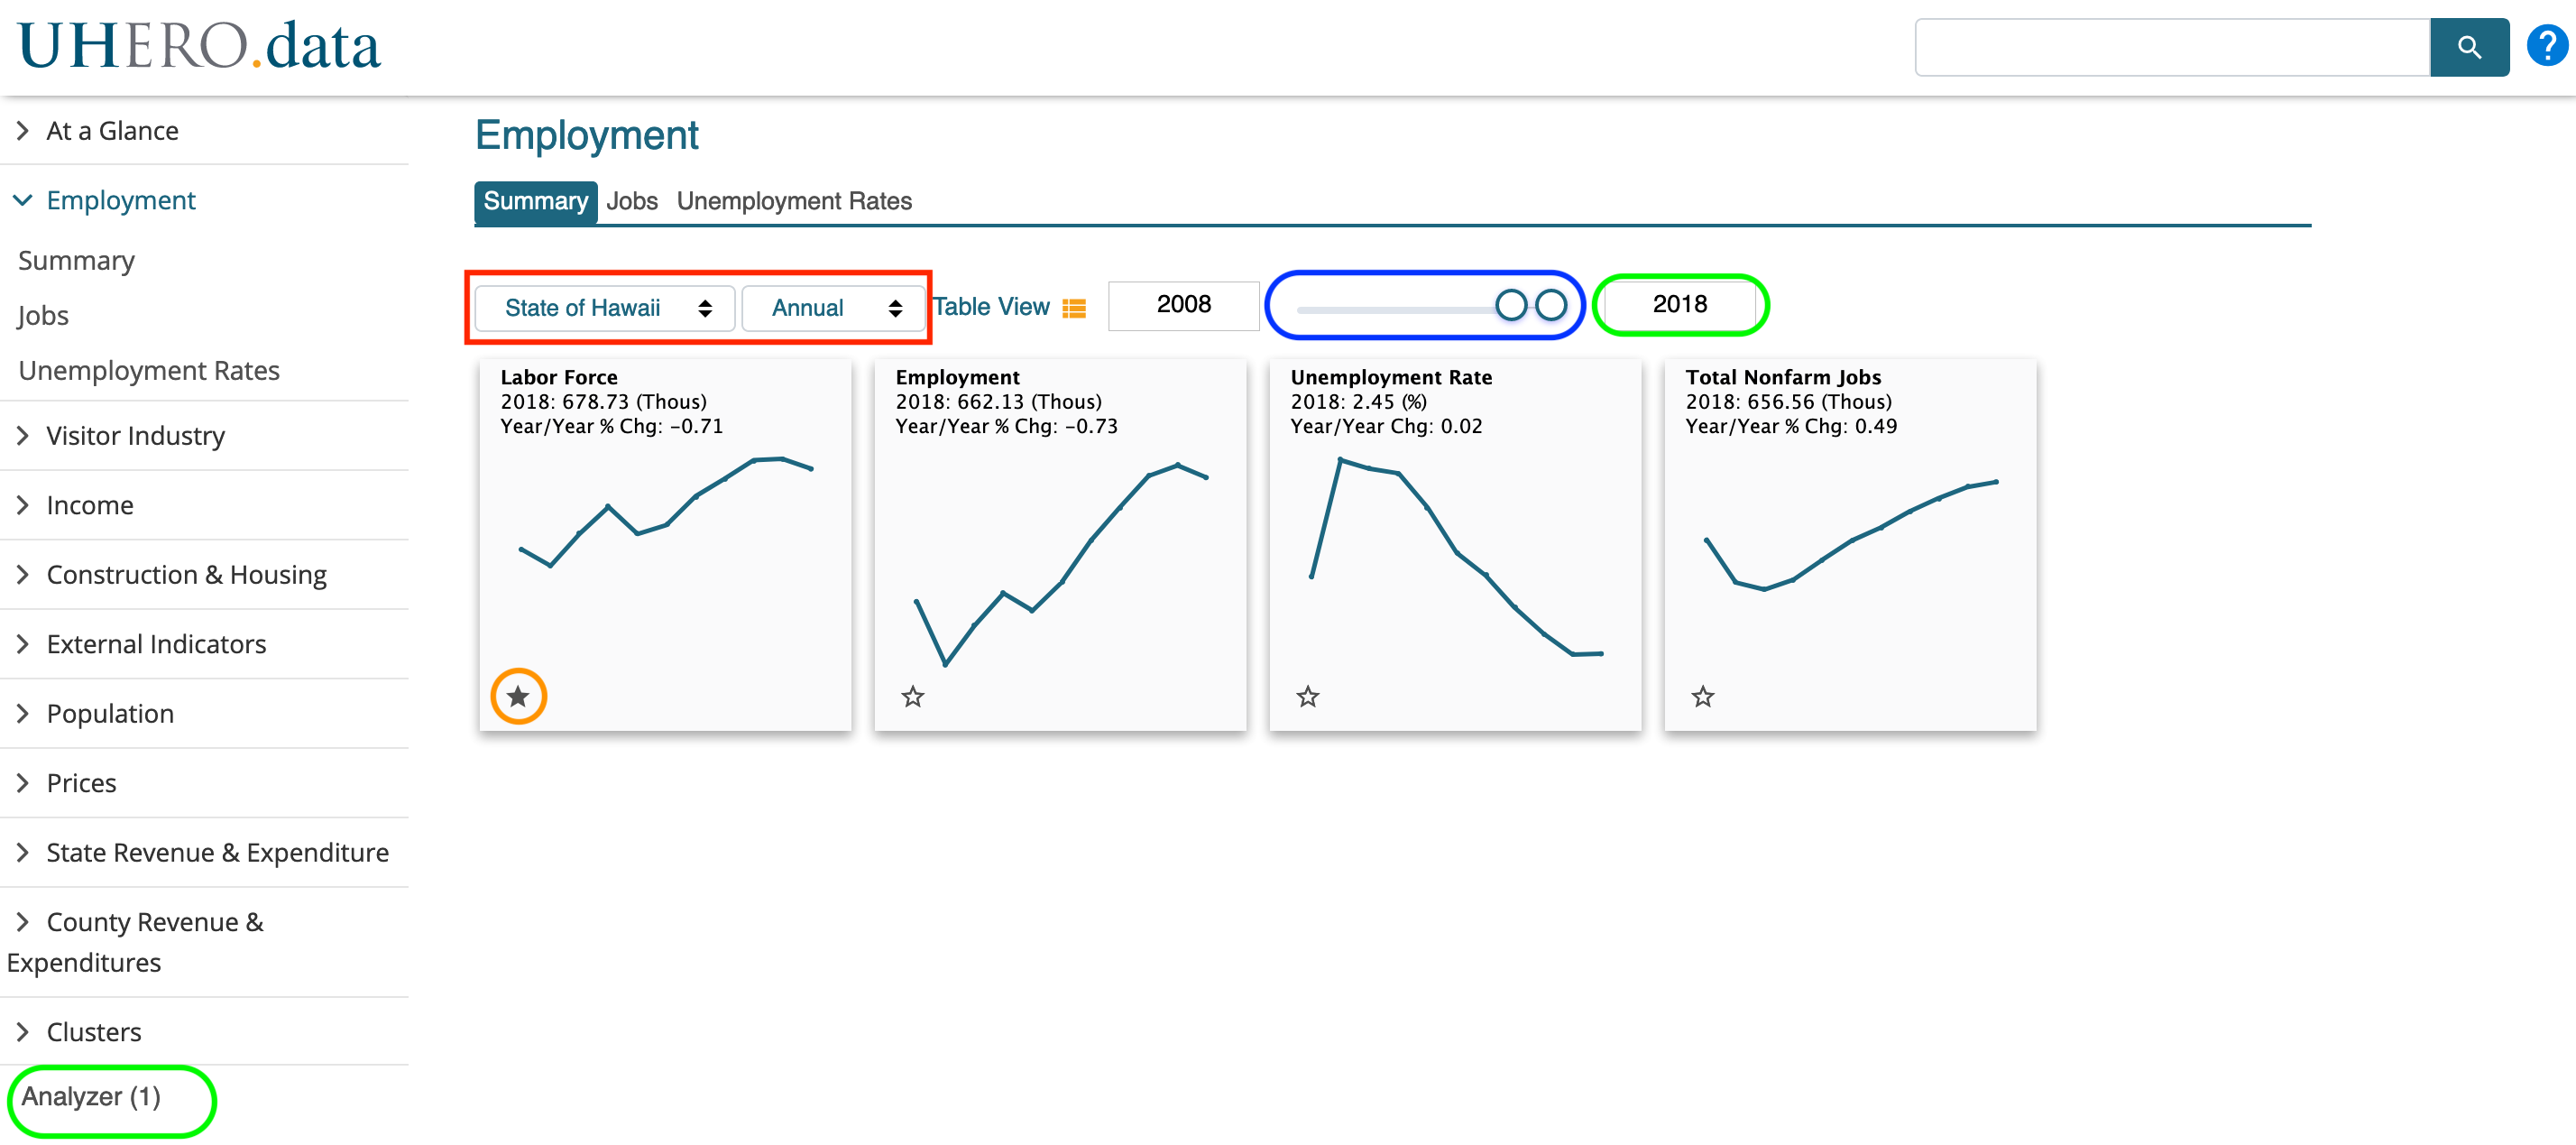 UHERO.data
?
At a Glance
Employment
Summary
Jobs
Unemployment Rates
Visitor Industry
Income
Construction & Housing
External Indicators
Population
Prices
State Revenue & Expenditure
County Revenue &
Expenditures
Clusters
Analyzer (1)
Employment
Summary Jobs Unemployment Rates
State of Hawaii Annual Table View 2008 2018
Labor Force
2018: 678.73 (Thous)
Year/Year % Chg: −0.71
Employment
2018: 662.13 (Thous)
Year/Year % Chg: −0.73
Unemployment Rate
2018: 2.45 (%)
Year/Year Chg: 0.02
Total Nonfarm Jobs
2018: 656.56 (Thous)
Year/Year % Chg: 0.49